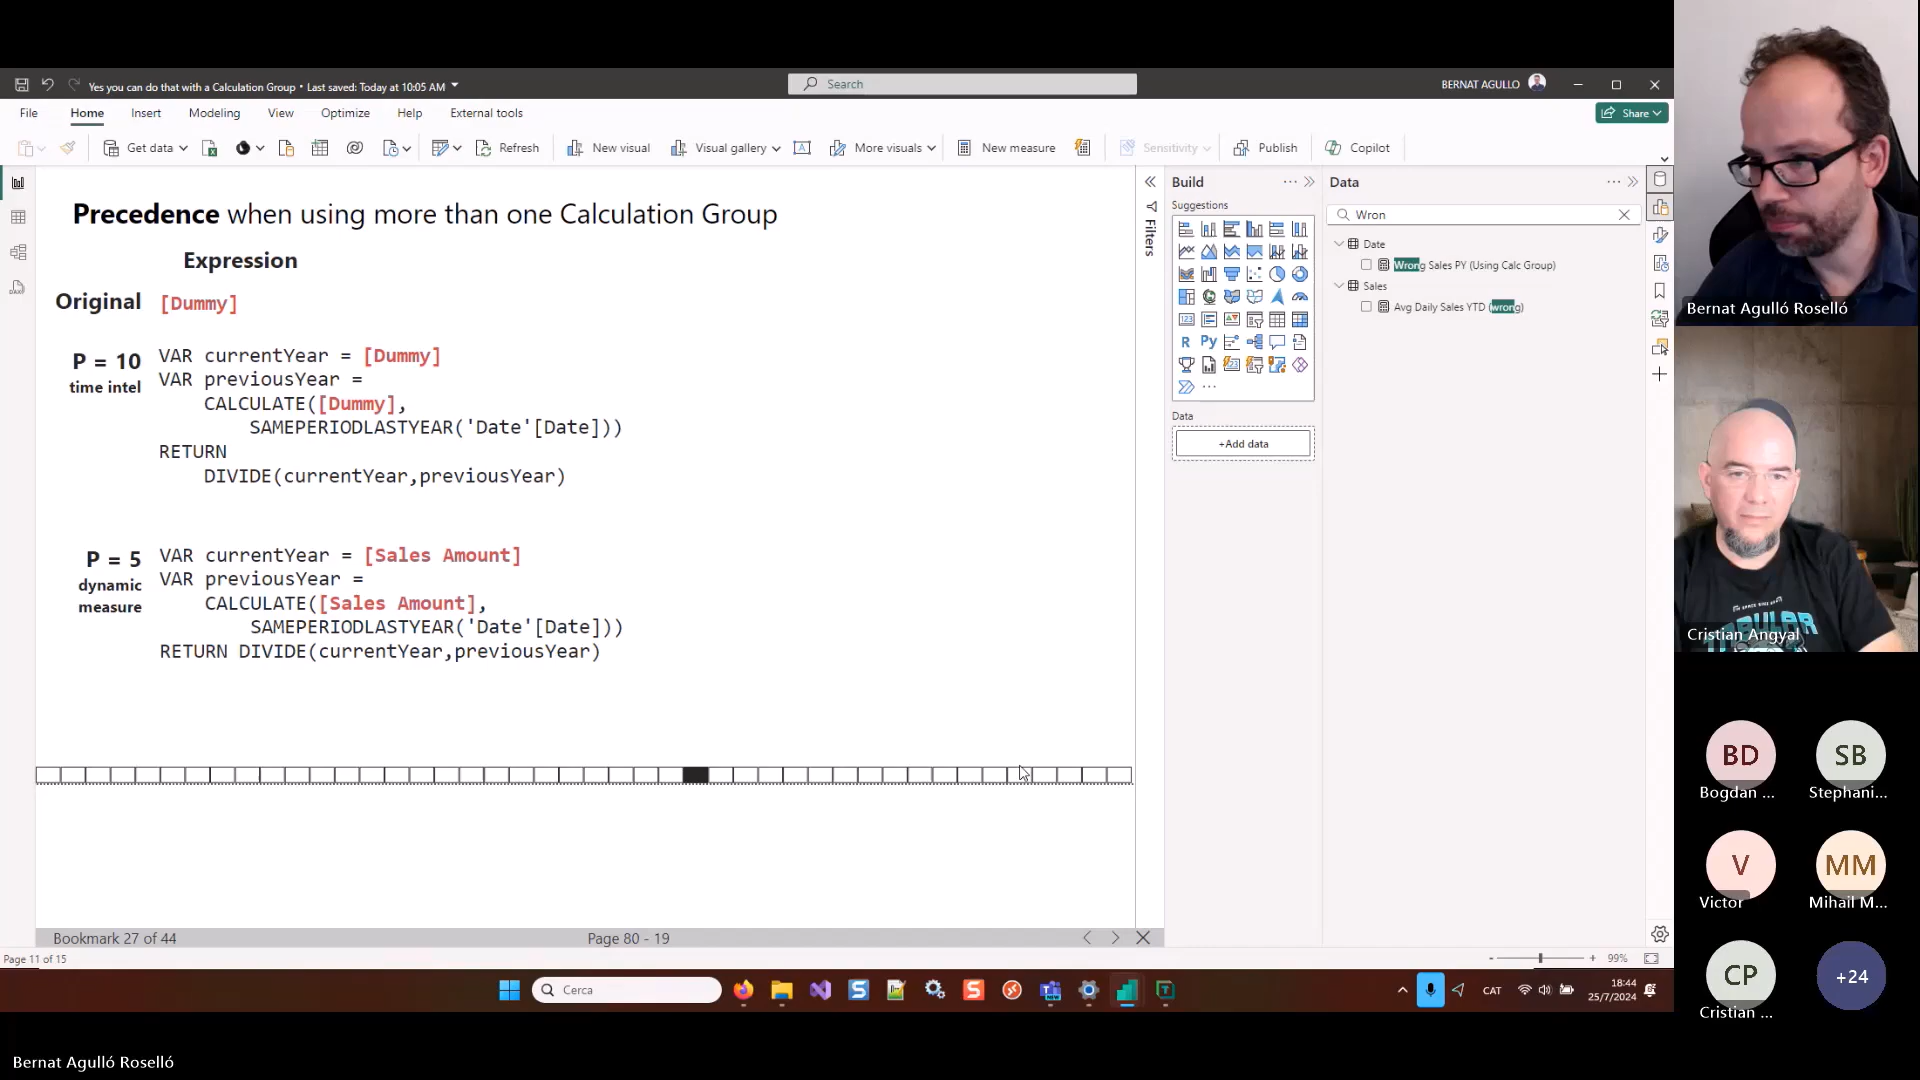 Yes you can do that with a Calculation Group • Last saved: Today at 10:05 AM
Search
BERNAT AGULLO
File Home Insert Modeling View Optimize Help External tools
Share
Get data
Refresh
New visual
Visual gallery
More visuals
New measure
Sensitivity
Publish
Copilot
Precedence when using more than one Calculation Group
Expression
Original [Dummy]
P = 10
time intel
VAR currentYear = [Dummy]
VAR previousYear =
CALCULATE([Dummy],
SAMEPERIODLASTYEAR('Date'[Date]))
RETURN
DIVIDE(currentYear,previousYear)
P = 5
dynamic
measure
VAR currentYear = [Sales Amount]
VAR previousYear =
CALCULATE([Sales Amount],
SAMEPERIODLASTYEAR('Date'[Date]))
RETURN DIVIDE(currentYear,previousYear)
Bookmark 27 of 44
Page 80 - 19
Page 11 of 15
99%
Filters
Build
Suggestions
R Py
123
Data
+Add data
Data
Wron
Date
Wrong Sales PY (Using Calc Group)
Sales
Avg Daily Sales YTD (wrong)
Cerca
CAT
18:44
25/7/2024
Bernat Agulló Roselló
Cristian Angyal
BD
Bogdan ...
SB
Stephani...
V
Victor
MM
Mihail M...
CP
Cristian ...
+24
Bernat Agulló Roselló